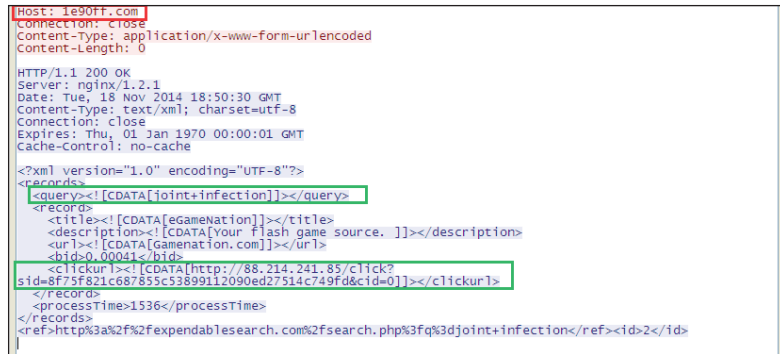 Host: 1e90ff.com
Connection: close
Content-Type: application/x-www-form-urlencoded
Content-Length: 0
HTTP/1.1 200 OK
Server: nginx/1.2.1
Date: Tue, 18 Nov 2014 18:50:30 GMT
Content-Type: text/xml; charset=utf-8
Connection: close
Expires: Thu, 01 Jan 1970 00:00:01 GMT
Cache-Control: no-cache
<?xml version="1.0" encoding="UTF-8"?>
<records>
<query><![CDATA[joint+infection]]></query>
<record>
<title><![CDATA[eGameNation]]></title>
<description><![CDATA[Your flash game source. ]]></description>
<url><![CDATA[Gamenation.com]]></url>
<bid>0.00041</bid>
<clickurl><![CDATA[http://88.214.241.85/click?
sid=8f75f821c687855c53899112090ed27514c749fd&cid=0]]></clickurl>
</record>
<processTime>1536</processTime>
</records>
<ref>http%3a%2f%2fexpendablesearch.com%2fsearch.php%3fq%3djoint+infection</ref><id>2</id>